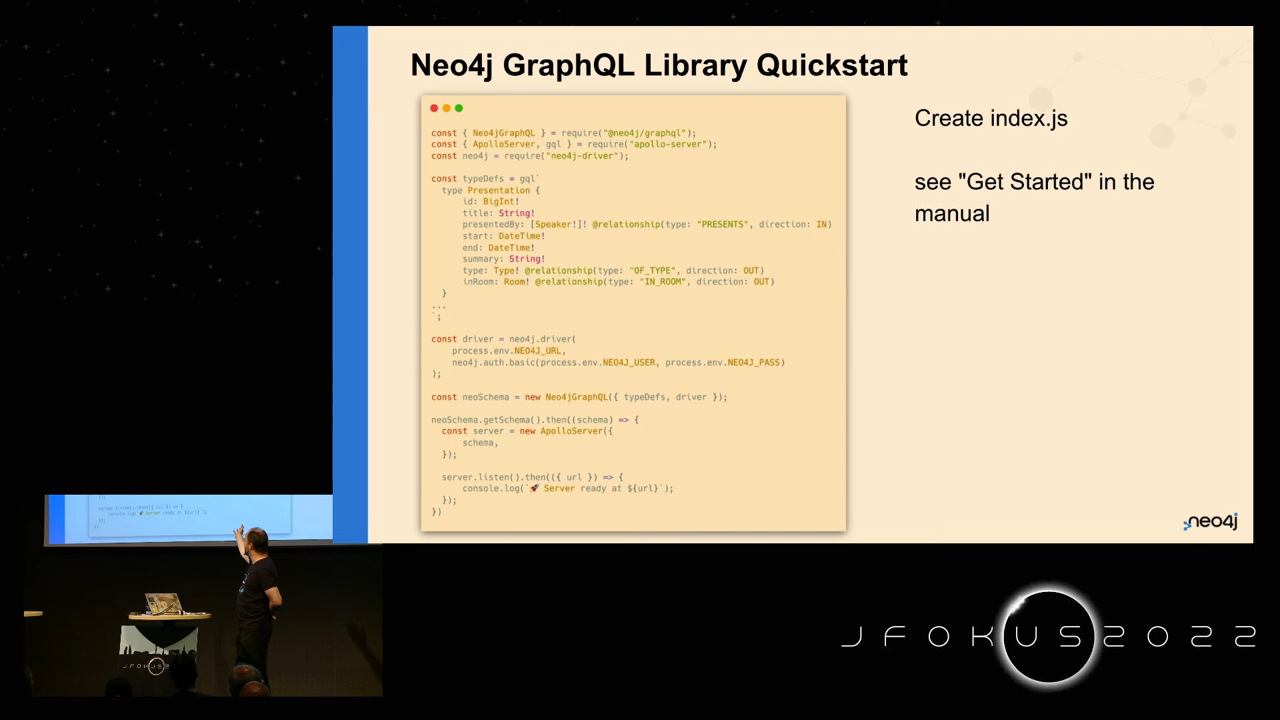 Neo4j GraphQL Library Quickstart
const { Neo4jGraphQL } = require("@neo4j/graphql");
const { ApolloServer, gql } = require("apollo-server");
const neo4j = require("neo4j-driver");
const typeDefs = gql`
type Presentation {
id: BigInt!
title: String!
presentedBy: [Speaker!]! @relationship(type: "PRESENTS", direction: IN)
start: DateTime!
end: DateTime!
summary: String!
type: Type! @relationship(type: "OF_TYPE", direction: OUT)
inRoom: Room! @relationship(type: "IN_ROOM", direction: OUT)
}
...
`;
const driver = neo4j.driver(
process.env.NEO4J_URL,
neo4j.auth.basic(process.env.NEO4J_USER, process.env.NEO4J_PASS)
);
const neoSchema = new Neo4jGraphQL({ typeDefs, driver });
neoSchema.getSchema().then((schema) => {
const server = new ApolloServer({
schema,
});
server.listen().then(({ url }) => {
console.log(`🚀 Server ready at ${url}`);
});
})
Create index.js
see "Get Started" in the
manual
neo4j
JFOKUS2022